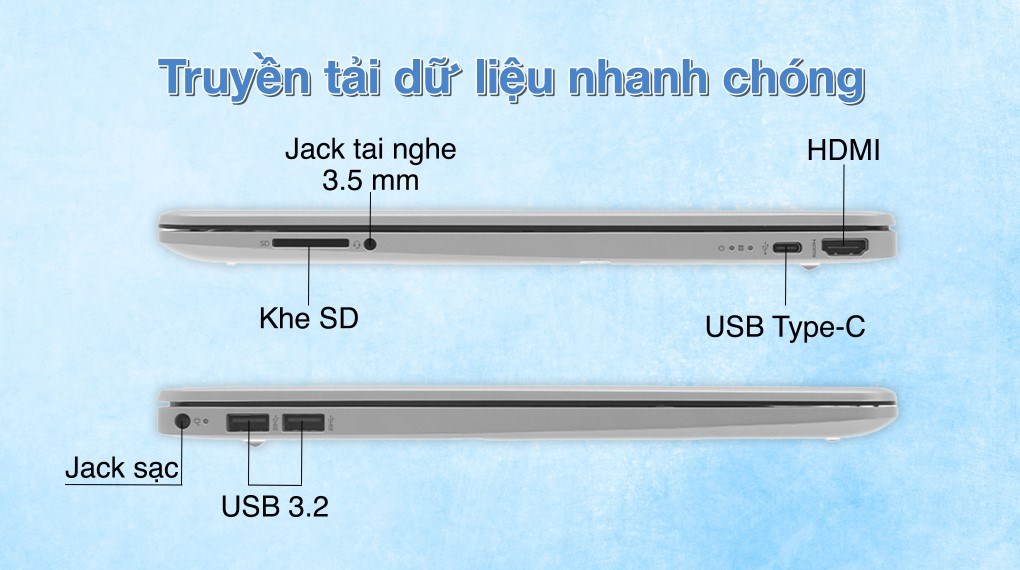 Truyền tải dữ liệu nhanh chóng
Jack tai nghe
3.5 mm
HDMI
SD
Khe SD
USB Type-C
Jack sạc
USB 3.2